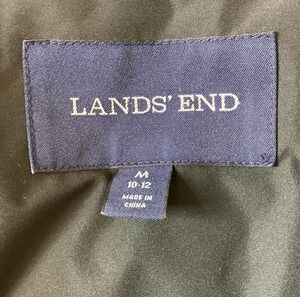 LANDS' END
M
10-12
MADE IN
CHINA